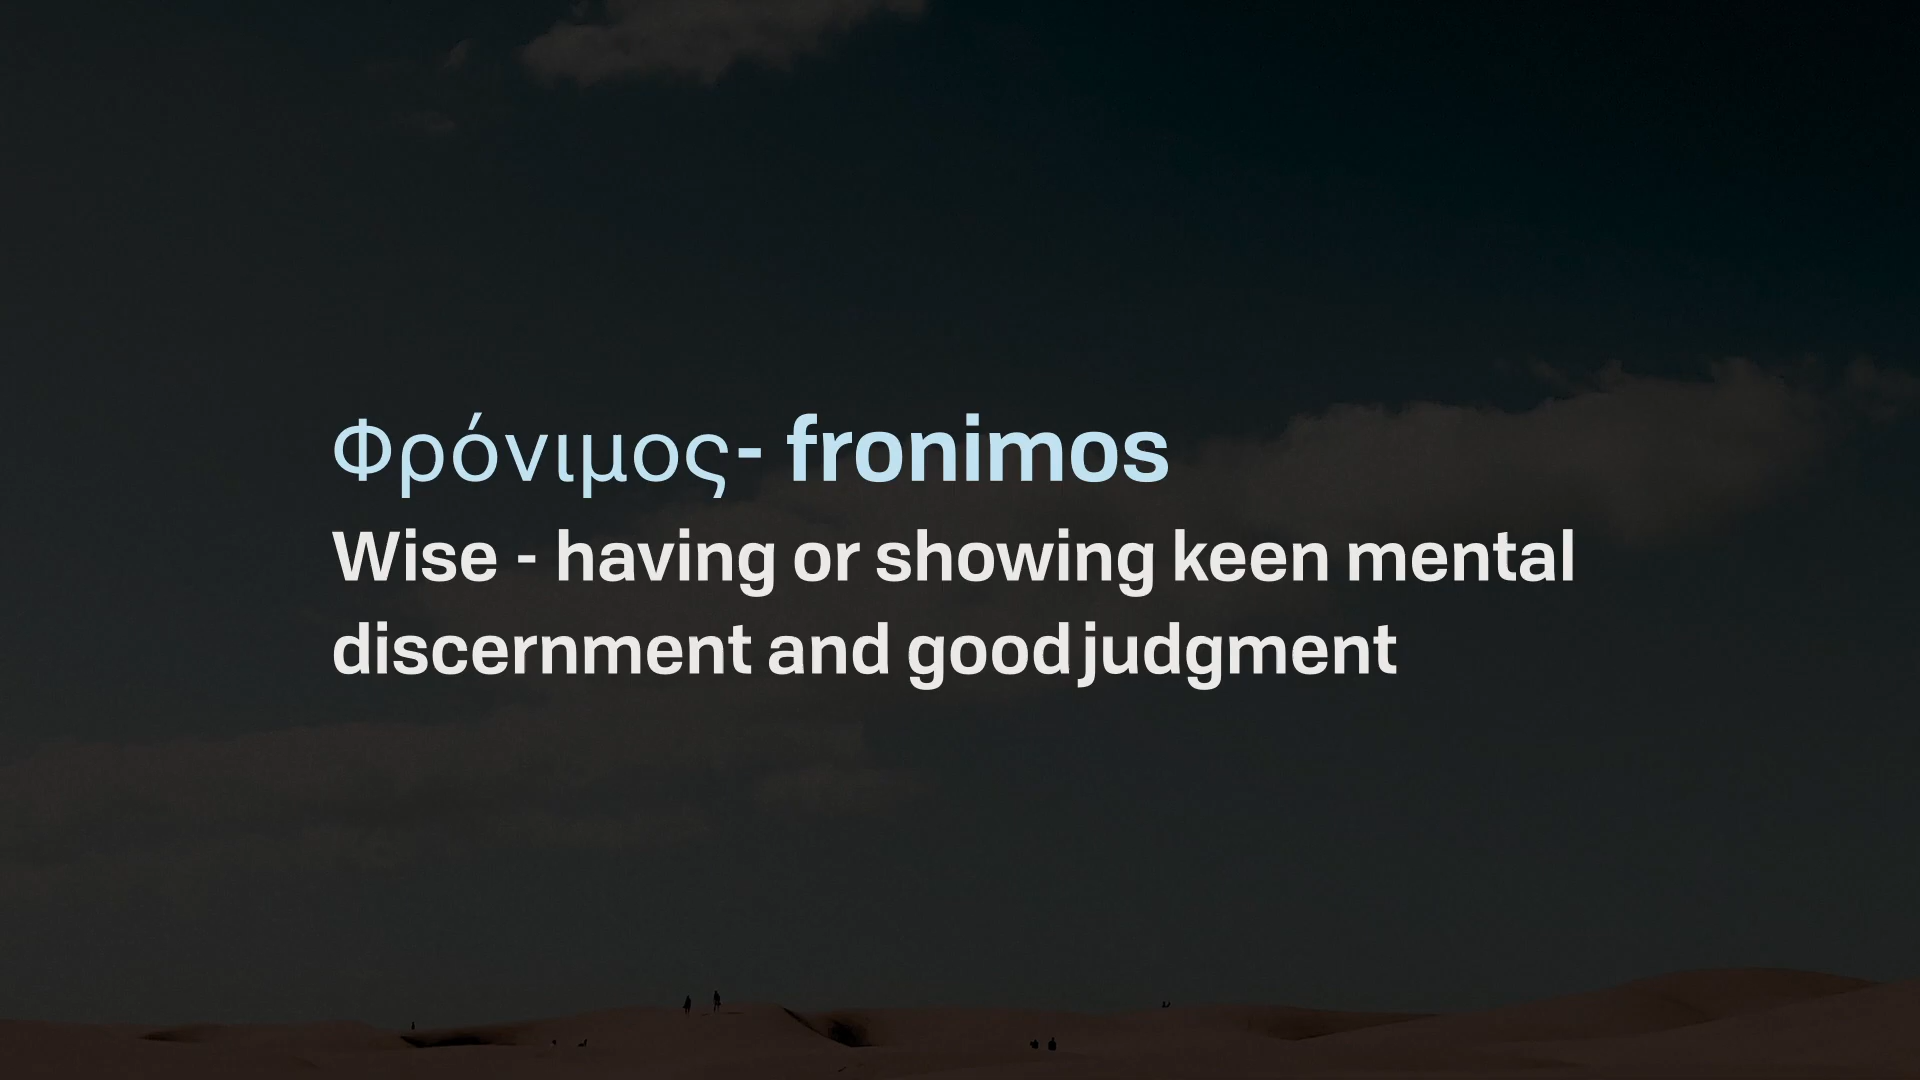 Φρόνιμος- fronimos
Wise - having or showing keen mental
discernment and good judgment